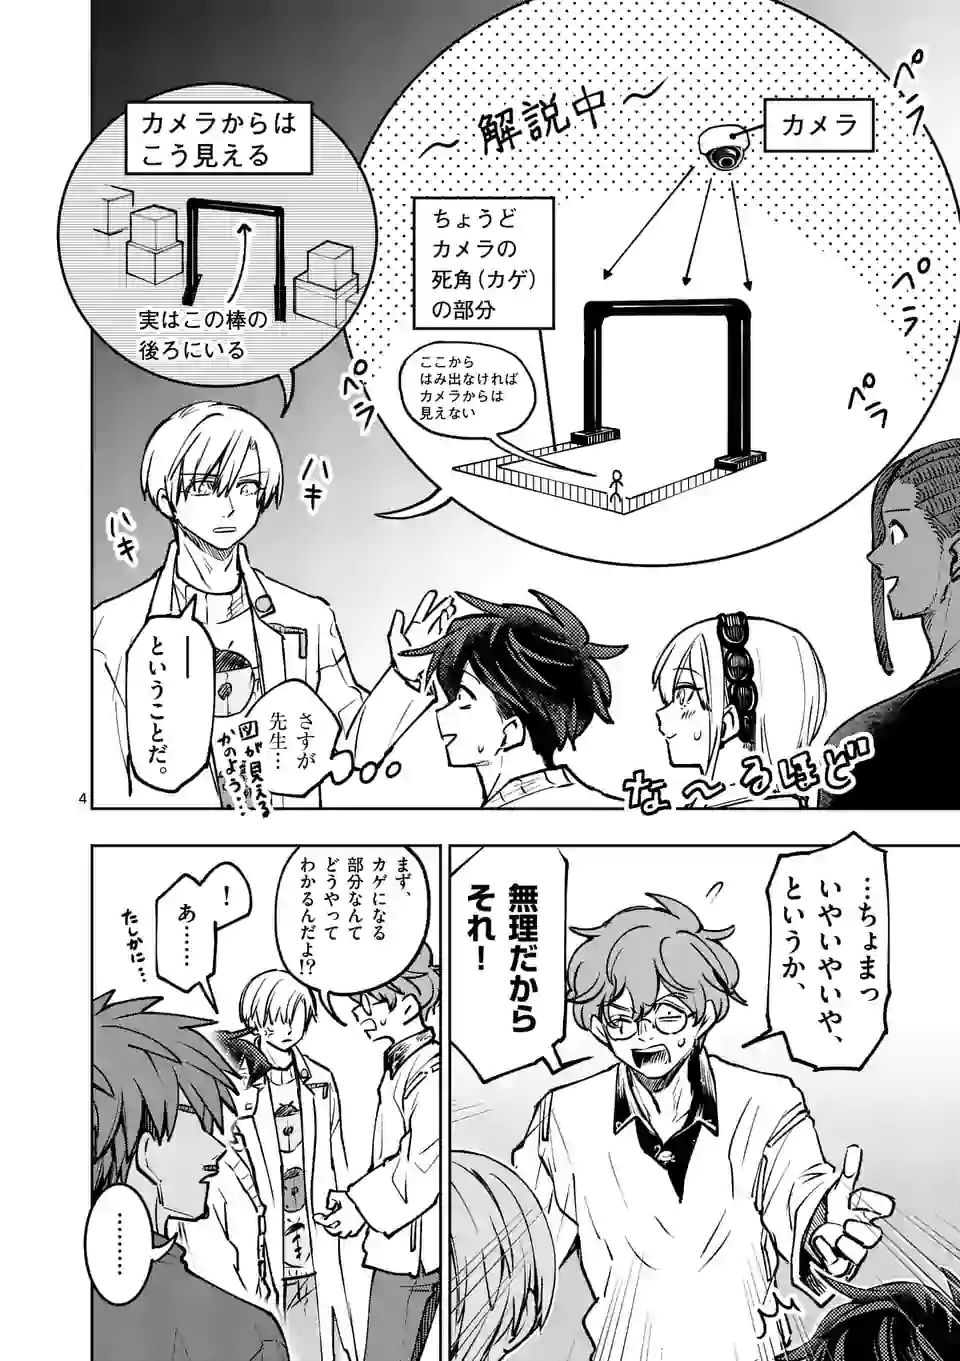 ～解説中～
カメラ
ペラ
ペラ
ペラ
ペラ
ちょうど
カメラの
死角（カゲ）
の部分
ここから
はみ出なければ
カメラからは
見えない
カメラからは
こう見える
実はこの棒の
後ろにいる
ハキ
ハキ
――
ということだ。
さすが
先生…
図が見える
かのよう…
な～るほど
4
…ちょまっ
いやいやいや、
というか、
無理だから
それ！
まず、
カゲになる
部分なんて
どうやって
わかるんだよ！？
！
あ……
たしかに…
………